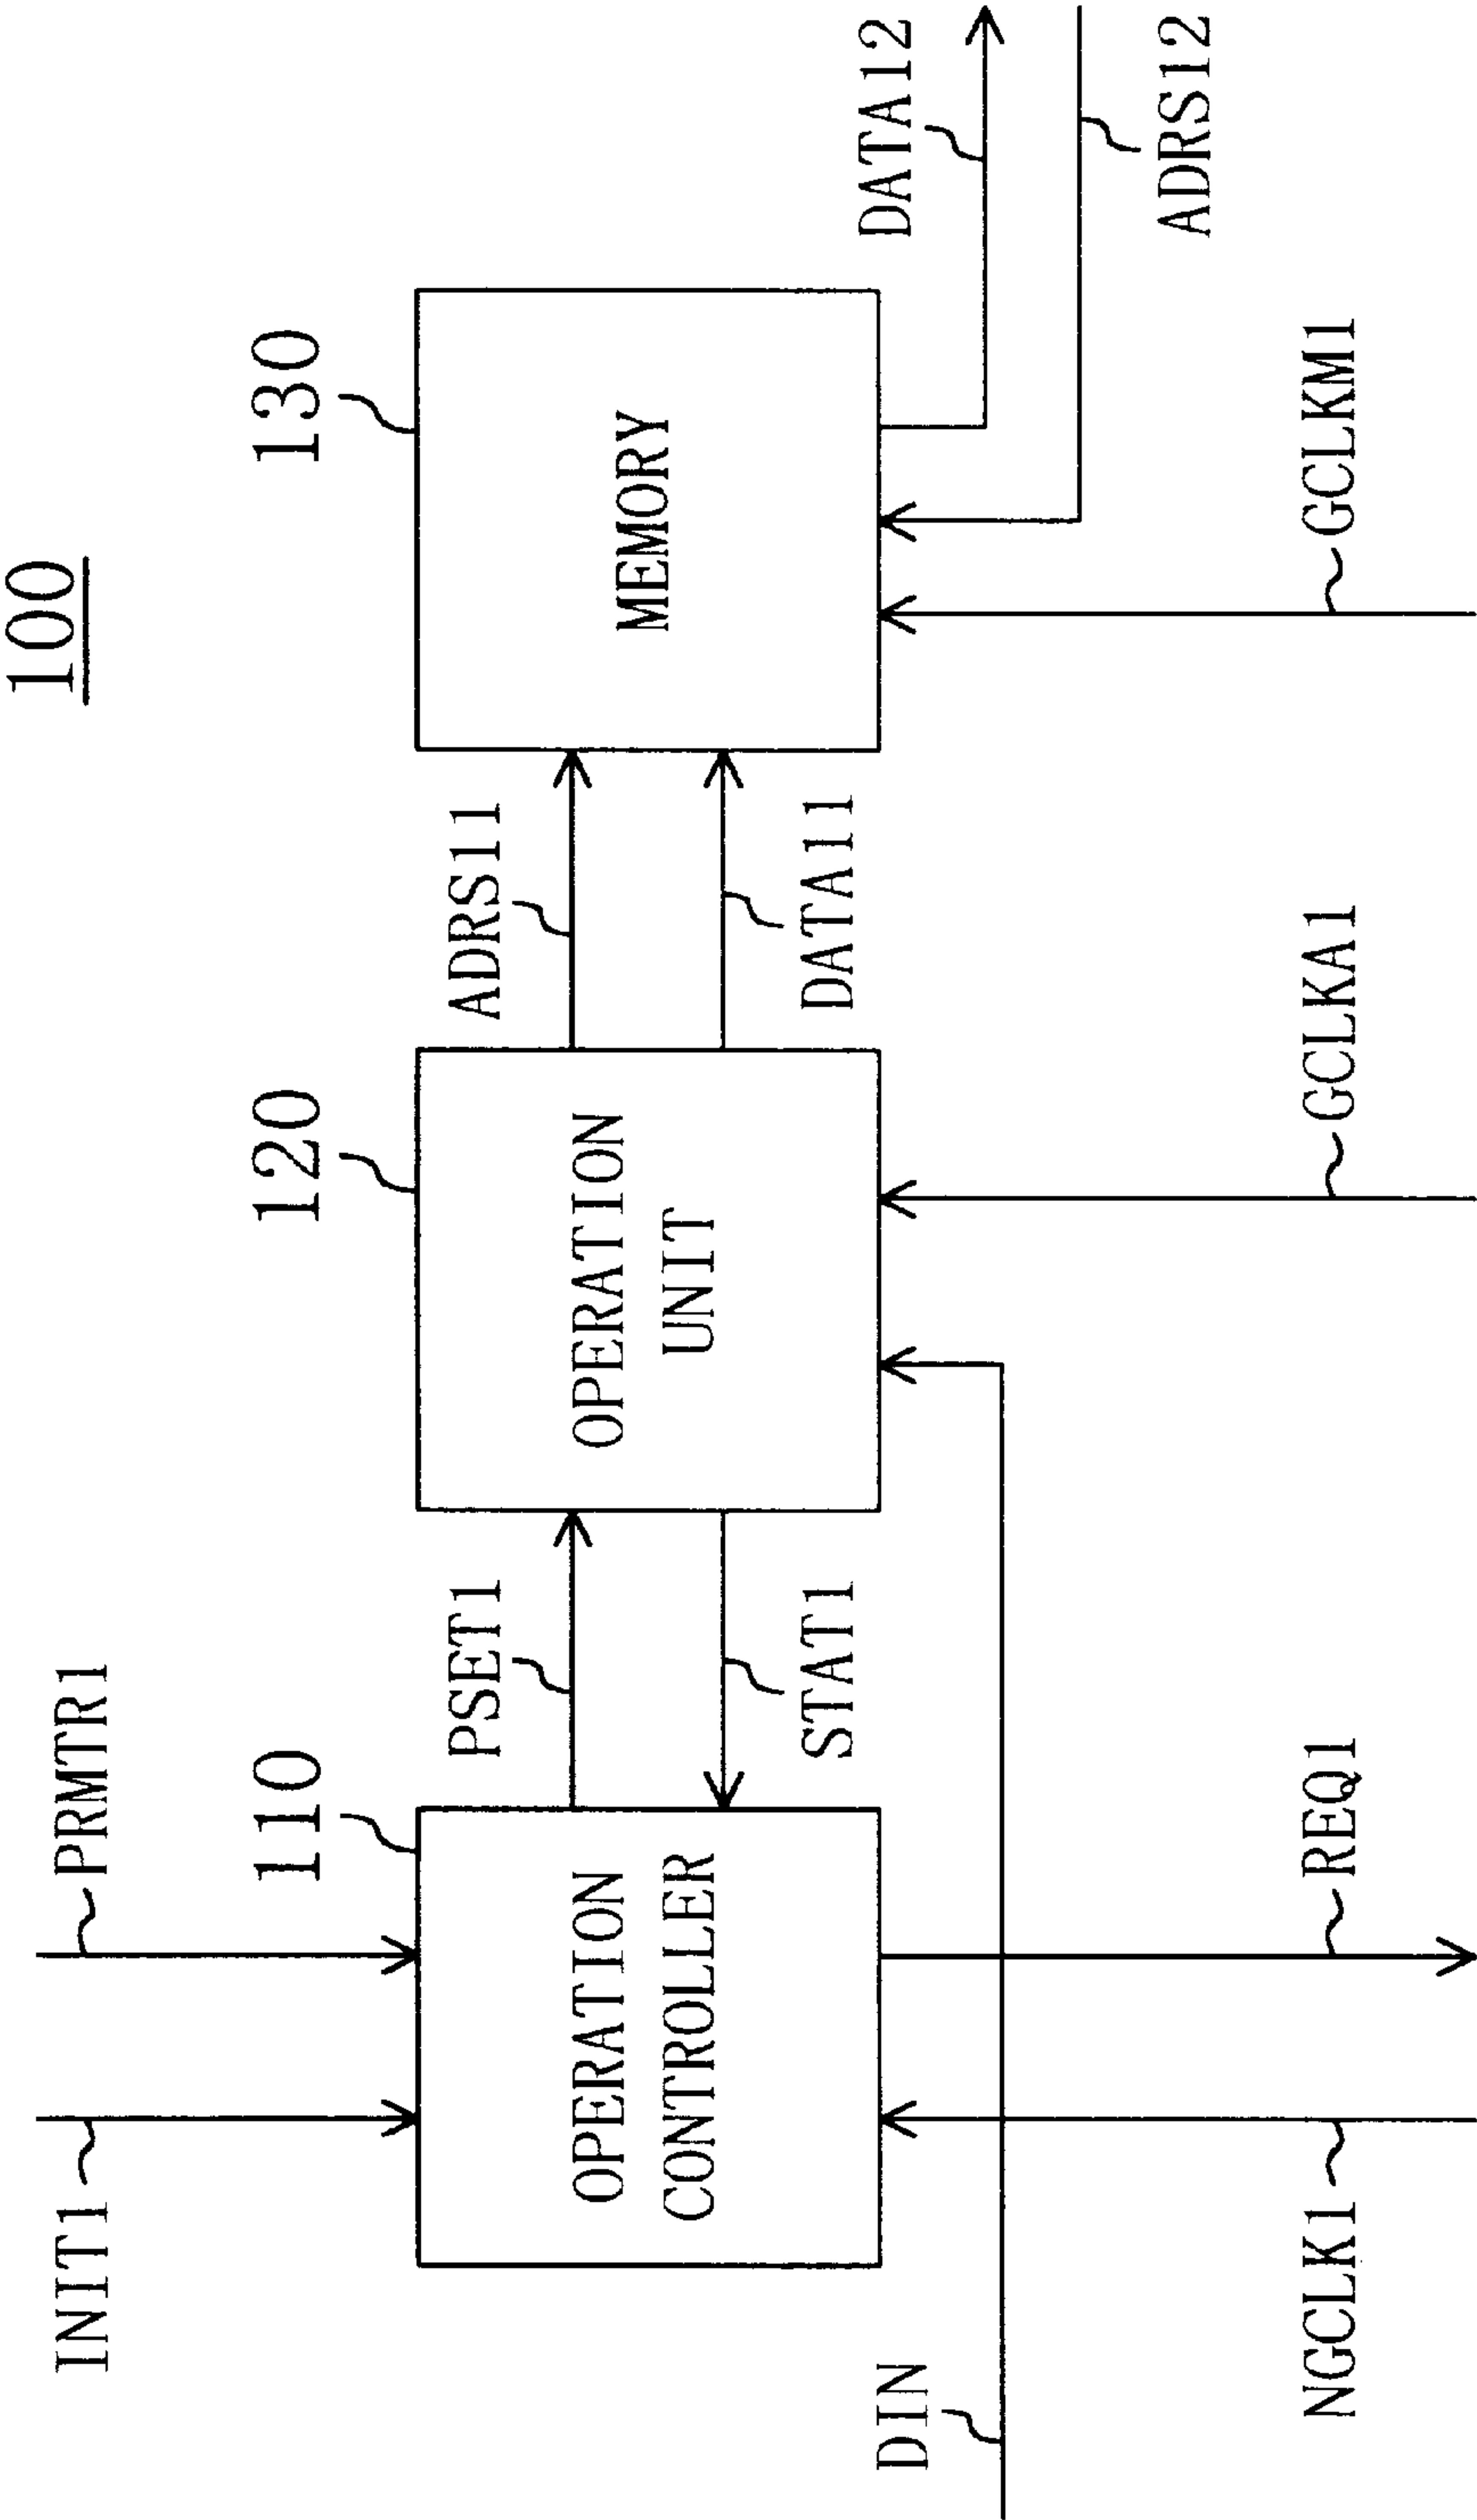 100
INIT1
PRMTR1
110
120
130
PSET1
ADRS11
OPERATION
CONTROLLER
OPERATION
UNIT
MEMORY
STAT1
DATA11
DIN
DATA12
ADRS12
NGCLK1
REQ1
GCLKA1
GCLKM1